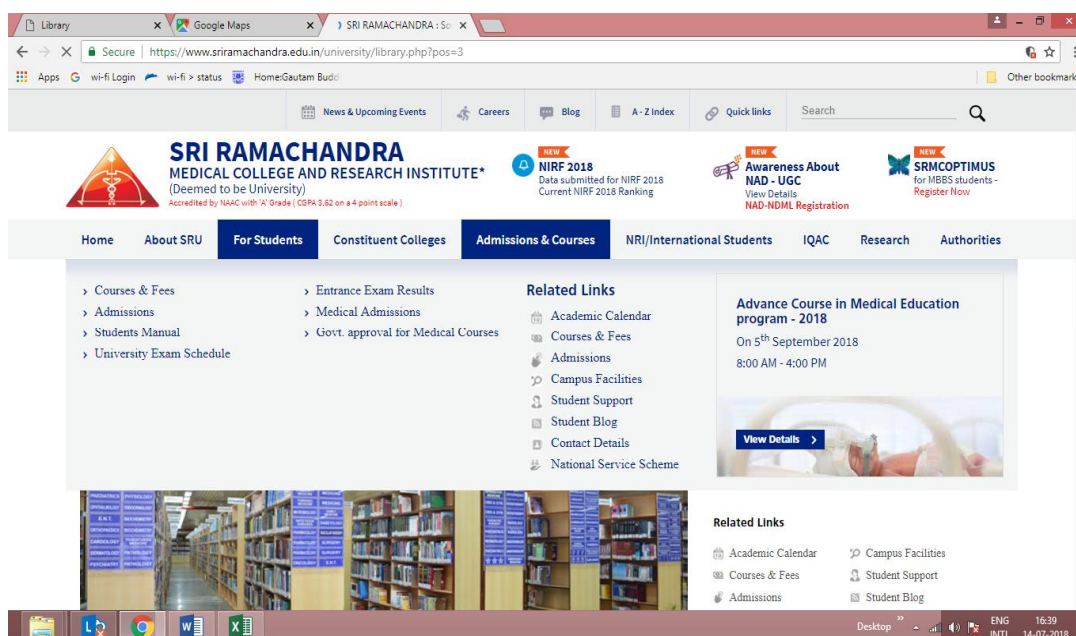 Library
Google Maps
SRI RAMACHANDRA : So
Secure | https://www.sriramachandra.edu.in/university/library.php?pos=3
Apps
wi-fi Login
wi-fi > status
Home:Gautam Budd
Other bookmark
News & Upcoming Events
Careers
Blog
A - Z Index
Quick links
Search
SRI RAMACHANDRA
MEDICAL COLLEGE AND RESEARCH INSTITUTE*
(Deemed to be University)
Accredited by NAAC with 'A' Grade ( CGPA 3.62 on a 4 point scale )
NEW
NIRF 2018
Data submitted for NIRF 2018
Current NIRF 2018 Ranking
NEW
Awareness About
NAD - UGC
View Details
NAD-NDML Registration
NEW
SRMCOPTIMUS
for MBBS students -
Register Now
Home
About SRU
For Students
Constituent Colleges
Admissions & Courses
NRI/International Students
IQAC
Research
Authorities
› Courses & Fees
› Admissions
› Students Manual
› University Exam Schedule
› Entrance Exam Results
› Medical Admissions
› Govt. approval for Medical Courses
Related Links
Academic Calendar
Courses & Fees
Admissions
Campus Facilities
Student Support
Student Blog
Contact Details
National Service Scheme
Advance Course in Medical Education
program - 2018
On 5th September 2018
8:00 AM - 4:00 PM
View Details >
PAEDIATRICS PHYSIOLOGY
E.N.T. BIOCHEMISTRY
CARDIOLOGY
DERMATOLOGY PATHOLOGY
PSYCHIATRY PATHOLOGY
Related Links
Academic Calendar
Campus Facilities
Courses & Fees
Student Support
Admissions
Student Blog
Desktop
ENG
INTL
16:39
14-07-2018